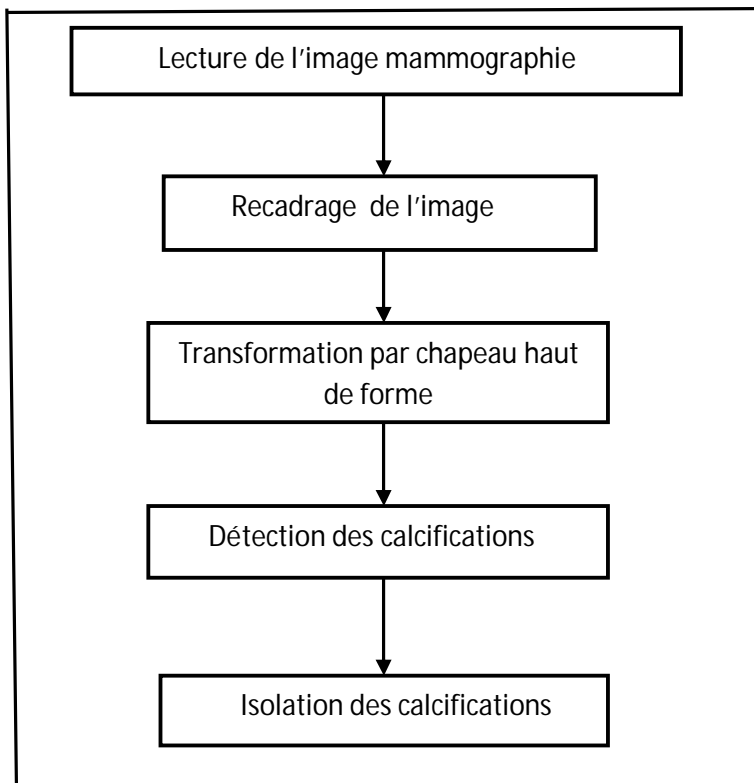 Lecture de l'image mammographie
Recadrage de l'image
Transformation par chapeau haut
de forme
Détection des calcifications
Isolation des calcifications